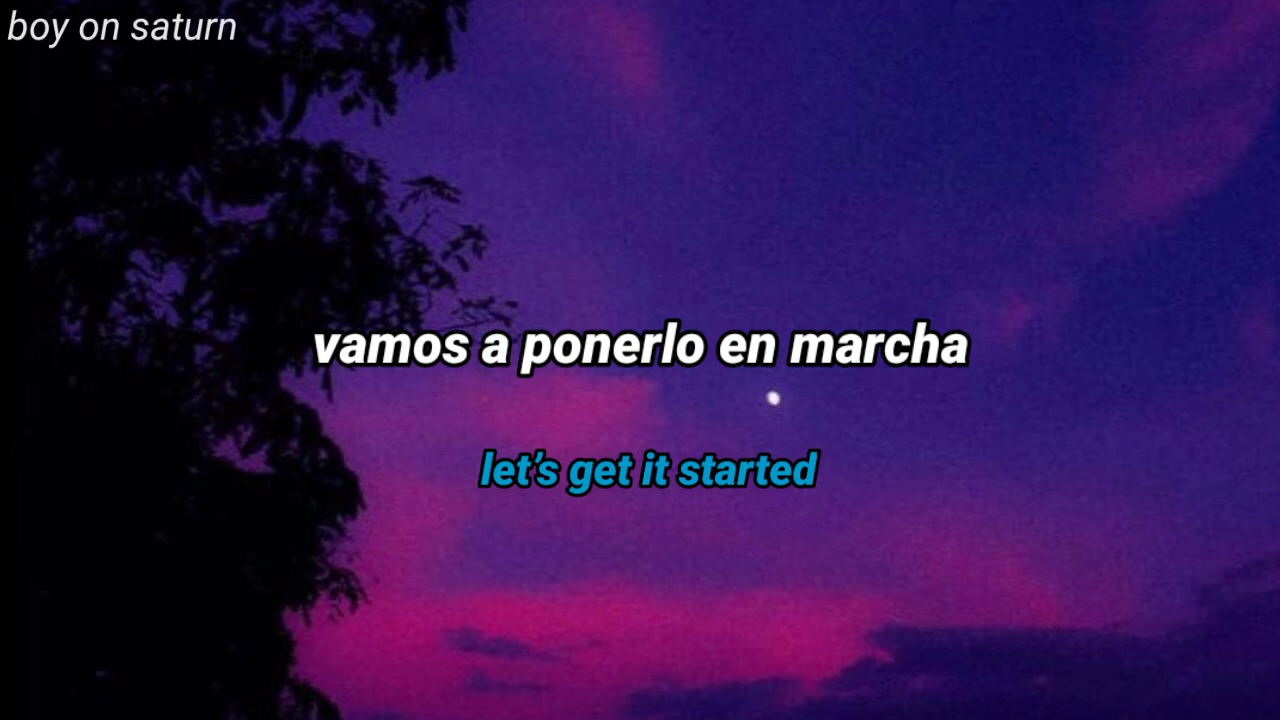 boy on saturn
vamos a ponerlo en marcha
let's get it started